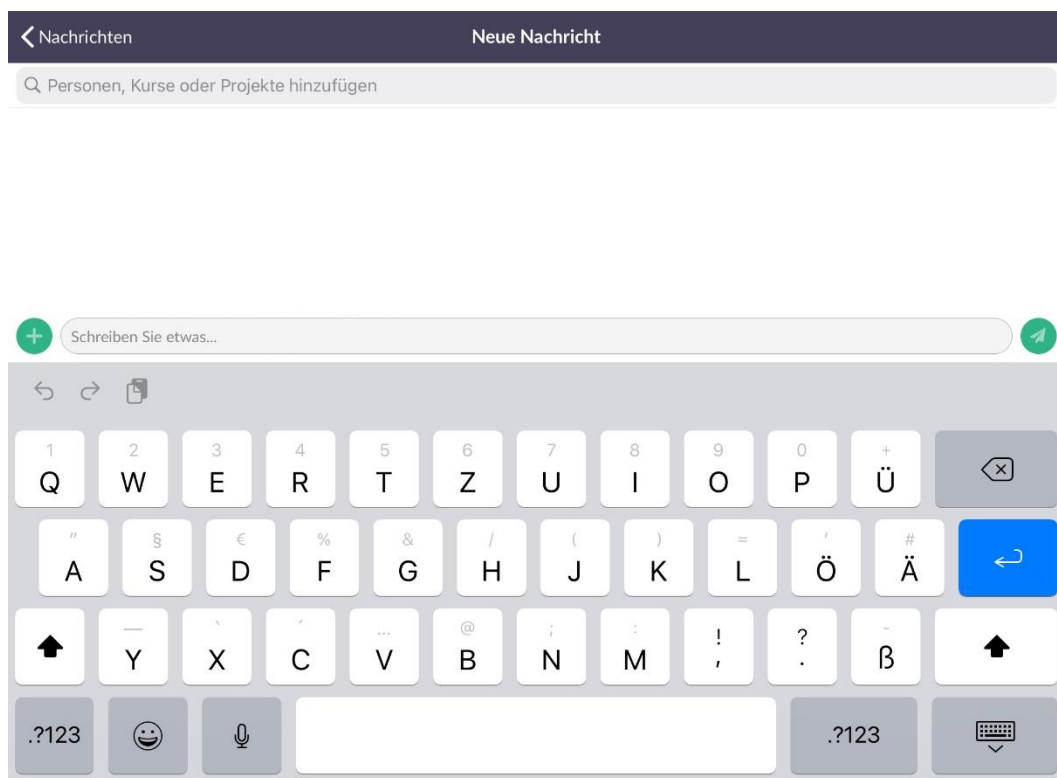 Nachrichten
Neue Nachricht
Personen, Kurse oder Projekte hinzufügen
Schreiben Sie etwas...
1 2 3 4 5 6 7 8 9 0 +
Q W E R T Z U I O P Ü
" § € % & / ( ) = ' #
A S D F G H J K L Ö Ä
— ` ´ ... @ ; : ! ? -
Y X C V B N M , . ß
.?123 .?123